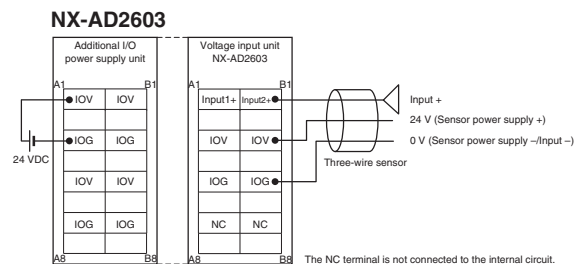 NX-AD2603
Additional I/O
power supply unit
Voltage input unit
NX-AD2603
A1
B1
A1
B1
IOV
IOV
Input1+
Input2+
Input +
24 V (Sensor power supply +)
IOG
IOG
IOV
IOV
0 V (Sensor power supply –/Input –)
24 VDC
Three-wire sensor
IOV
IOV
IOG
IOG
IOG
IOG
NC
NC
A8
B8
A8
B8
The NC terminal is not connected to the internal circuit.